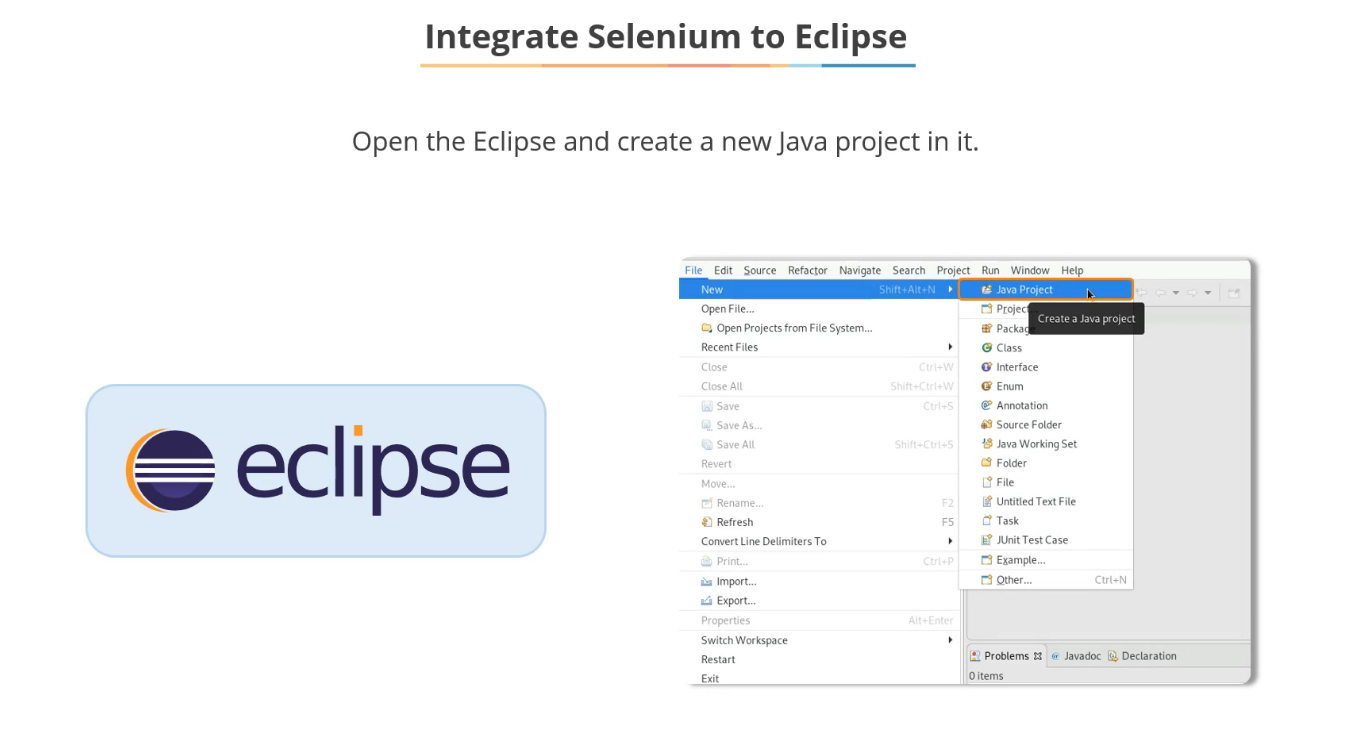 Integrate Selenium to Eclipse
Open the Eclipse and create a new Java project in it.
eclipse
File Edit Source Refactor Navigate Search Project Run Window Help
New Shift+Alt+N
Open File...
Open Projects from File System...
Recent Files
Close Ctrl+W
Close All Shift+Ctrl+W
Save Ctrl+S
Save As...
Save All Shift+Ctrl+S
Revert
Move...
Rename... F2
Refresh F5
Convert Line Delimiters To
Print... Ctrl+P
Import...
Export...
Properties Alt+Enter
Switch Workspace
Restart
Exit
Java Project
Project
Create a Java project
Packag
Class
Interface
Enum
Annotation
Source Folder
Java Working Set
Folder
File
Untitled Text File
Task
JUnit Test Case
Example...
Other... Ctrl+N
Problems Javadoc Declaration
0 items